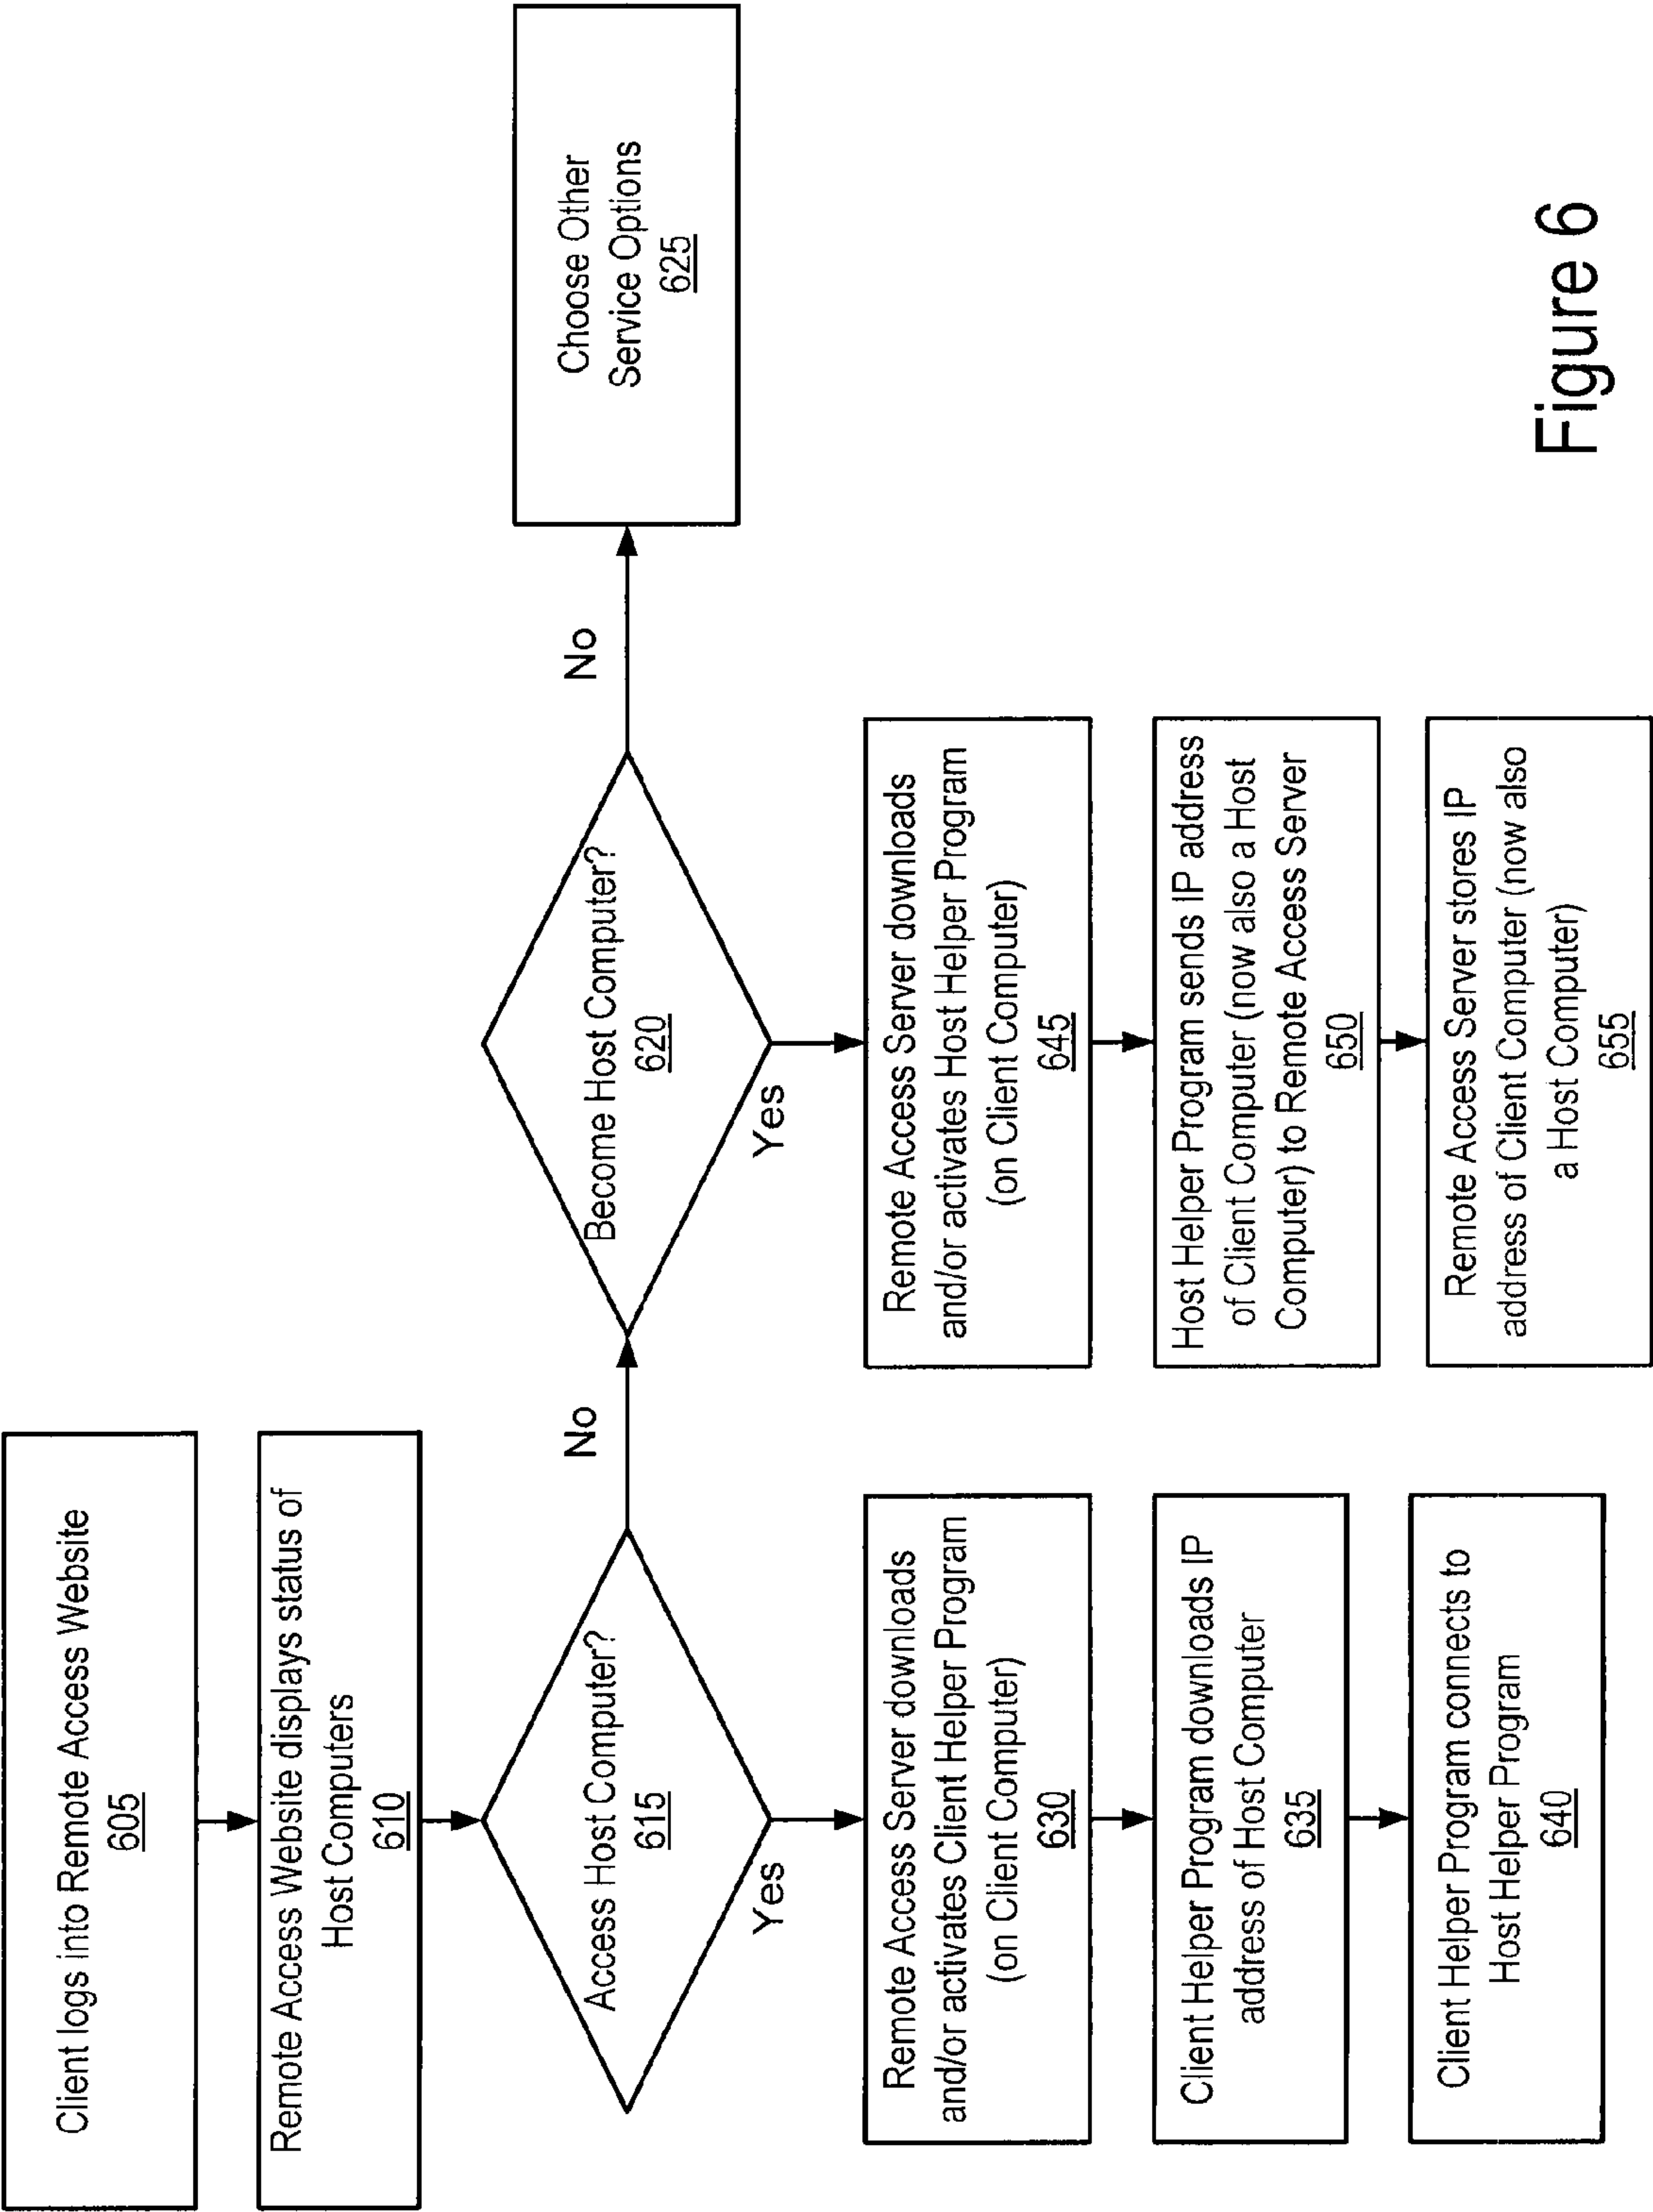 Client logs into Remote Access Website
605
Remote Access Website displays status of
Host Computers
610
Access Host Computer?
615
No
Yes
Become Host Computer?
620
No
Yes
Choose Other
Service Options
625
Remote Access Server downloads
and/or activates Client Helper Program
(on Client Computer)
630
Client Helper Program downloads IP
address of Host Computer
635
Client Helper Program connects to
Host Helper Program
640
Remote Access Server downloads
and/or activates Host Helper Program
(on Client Computer)
645
Host Helper Program sends IP address
of Client Computer (now also a Host
Computer) to Remote Access Server
650
Remote Access Server stores IP
address of Client Computer (now also
a Host Computer)
655
Figure 6